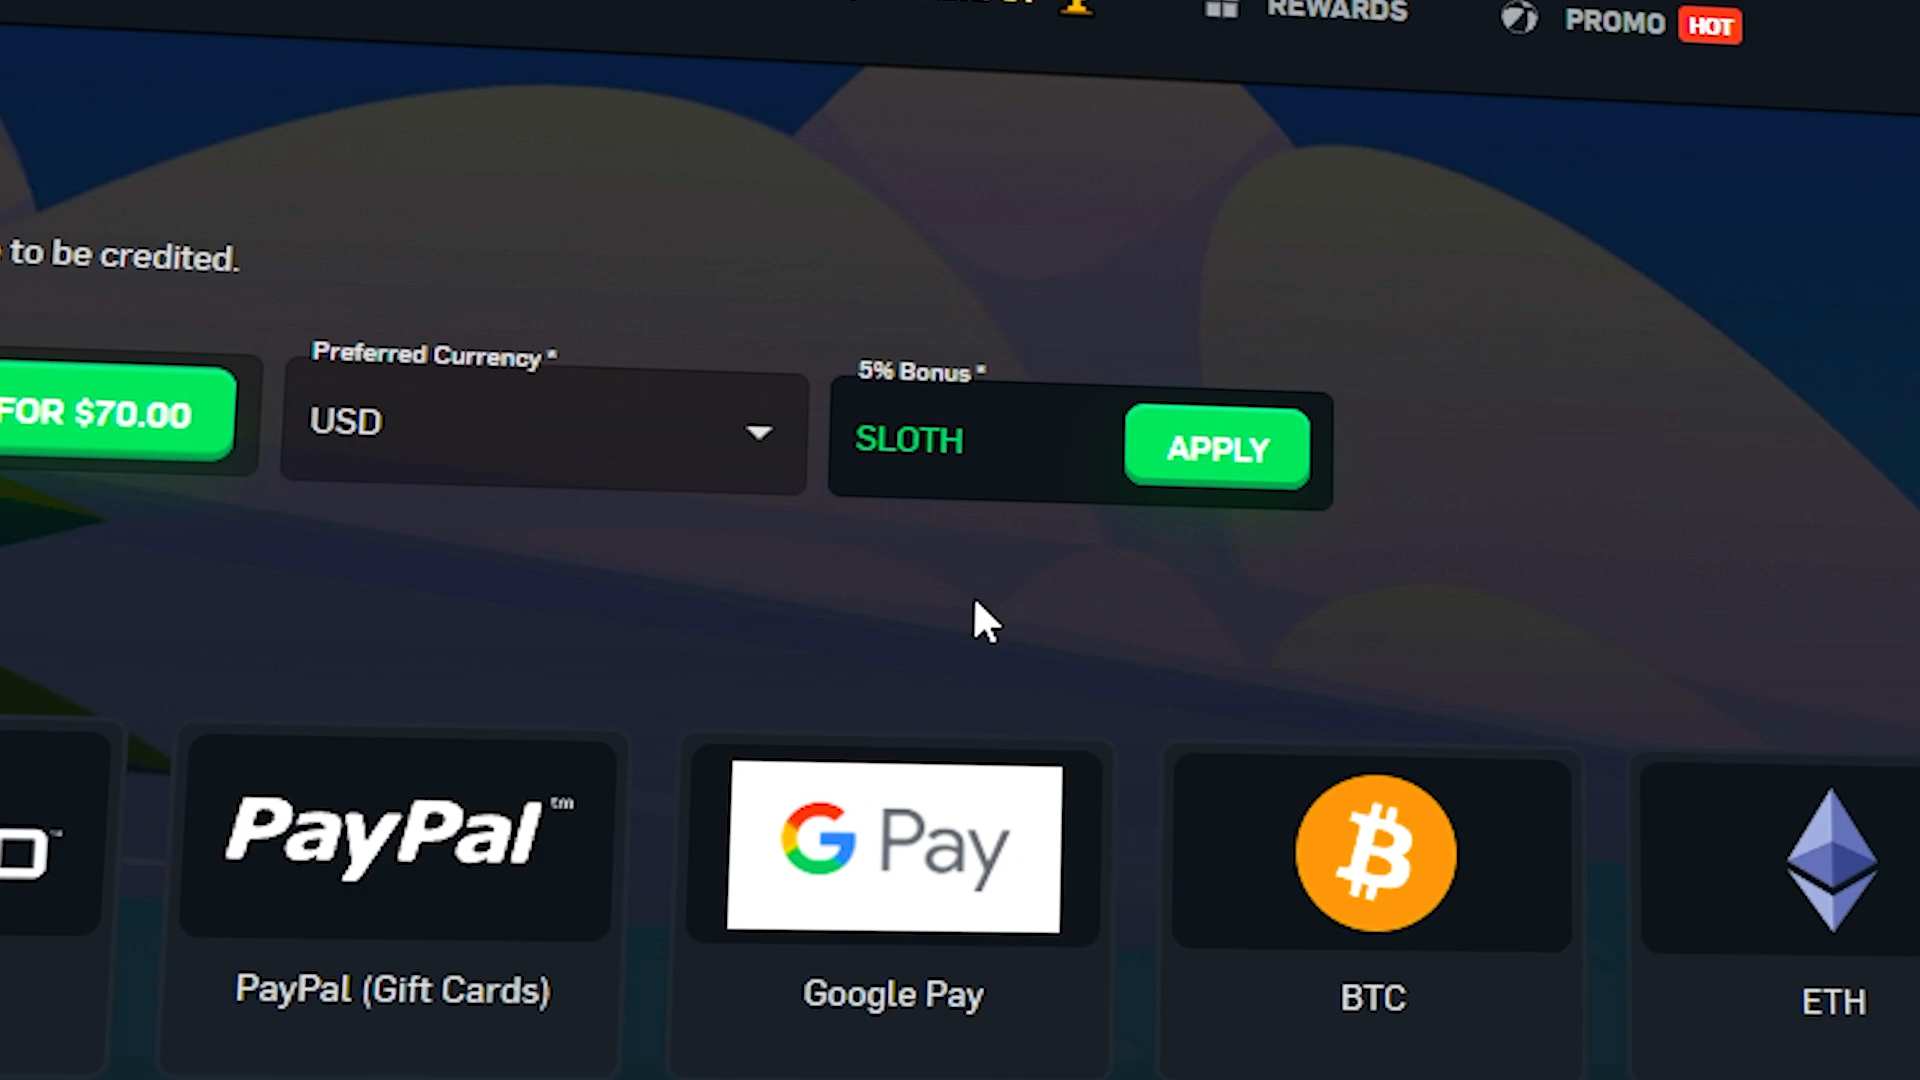 REWARDS
PROMO HOT
to be credited.
Preferred Currency *
5% Bonus *
FOR $70.00
USD
SLOTH
APPLY
PayPal™
G Pay
PayPal (Gift Cards)
Google Pay
BTC
ETH